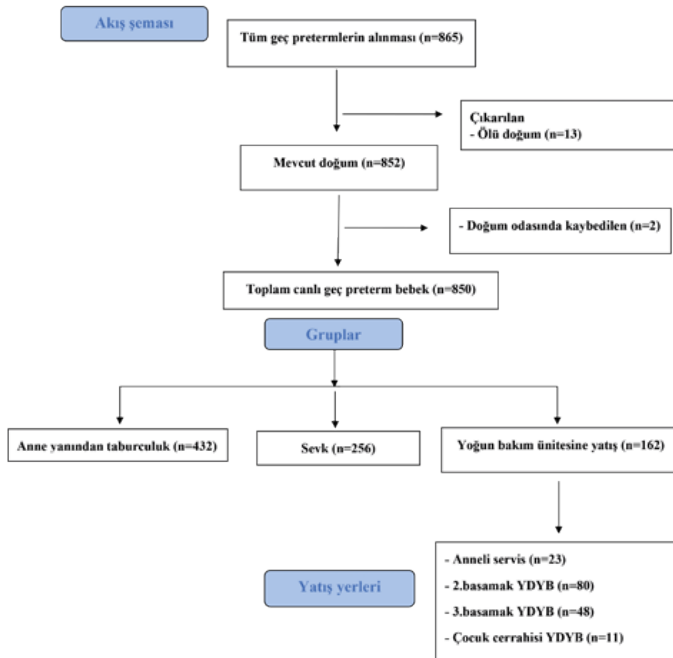 Akış şeması
Tüm geç pretermlerin alınması (n=865)
Çıkarılan
- Ölü doğum (n=13)
Mevcut doğum (n=852)
- Doğum odasında kaybedilen (n=2)
Toplam canlı geç preterm bebek (n=850)
Gruplar
Anne yanından taburculuk (n=432)
Sevk (n=256)
Yoğun bakım ünitesine yatış (n=162)
Yatış yerleri
- Anneli servis (n=23)
- 2.basamak YDYB (n=80)
- 3.basamak YDYB (n=48)
- Çocuk cerrahisi YDYB (n=11)